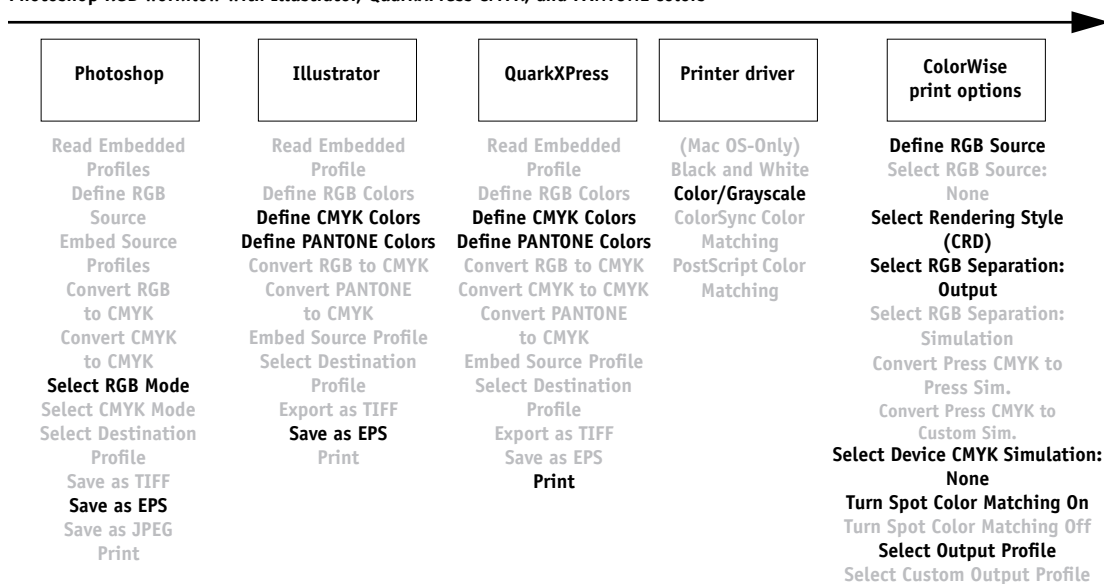 Photoshop RGB workflow with Illustrator, QuarkXPress CMYK, and PANTONE colors
Photoshop
Read Embedded
Profiles
Define RGB
Source
Embed Source
Profiles
Convert RGB
to CMYK
Convert CMYK
to CMYK
Select RGB Mode
Select CMYK Mode
Select Destination
Profile
Save as TIFF
Save as EPS
Save as JPEG
Print
Illustrator
Read Embedded
Profile
Define RGB Colors
Define CMYK Colors
Define PANTONE Colors
Convert RGB to CMYK
Convert PANTONE
to CMYK
Embed Source Profile
Select Destination
Profile
Export as TIFF
Save as EPS
Print
QuarkXPress
Read Embedded
Profile
Define RGB Colors
Define CMYK Colors
Define PANTONE Colors
Convert RGB to CMYK
Convert CMYK to CMYK
Convert PANTONE
to CMYK
Embed Source Profile
Select Destination
Profile
Export as TIFF
Save as EPS
Print
Printer driver
(Mac OS-Only)
Black and White
Color/Grayscale
ColorSync Color
Matching
PostScript Color
Matching
ColorWise
print options
Define RGB Source
Select RGB Source:
None
Select Rendering Style
(CRD)
Select RGB Separation:
Output
Select RGB Separation:
Simulation
Convert Press CMYK to
Press Sim.
Convert Press CMYK to
Custom Sim.
Select Device CMYK Simulation:
None
Turn Spot Color Matching On
Turn Spot Color Matching Off
Select Output Profile
Select Custom Output Profile